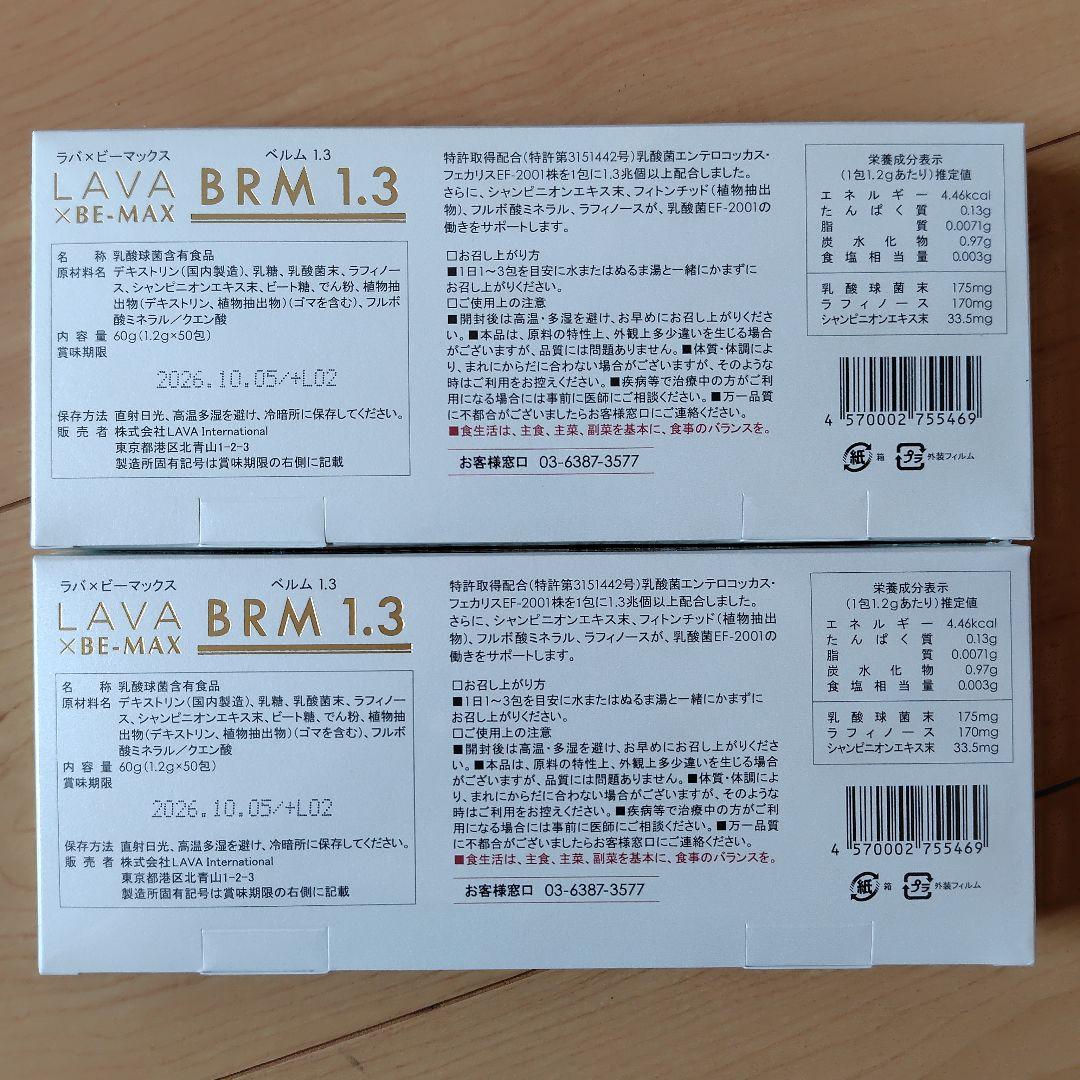 ラバ×ビーマックス
LAVA
×BE-MAX
ベルム 1.3
BRM 1.3
名称 乳酸球菌含有食品
原材料名 デキストリン(国内製造)、乳糖、乳酸菌末、ラフィノー
ス、シャンピニオンエキス末、ビート糖、でん粉、植物抽
出物(デキストリン、植物抽出物)(ゴマを含む)、フルボ
酸ミネラル／クエン酸
内容量 60g(1.2g×50包)
賞味期限
2026.10.05/+L02
保存方法 直射日光、高温多湿を避け、冷暗所に保存してください。
販売者 株式会社LAVA International
東京都港区北青山1-2-3
製造所固有記号は賞味期限の右側に記載
特許取得配合(特許第3151442号)乳酸菌エンテロコッカス・
フェカリスEF-2001株を1包に1.3兆個以上配合しました。
さらに、シャンピニオンエキス末、フィトンチッド(植物抽出
物)、フルボ酸ミネラル、ラフィノースが、乳酸菌EF-2001の
働きをサポートします。
□お召し上がり方
■1日1～3包を目安に水またはぬるま湯と一緒にかまずに
お召し上がりください。
□ご使用上の注意
■開封後は高温・多湿を避け、お早めにお召し上がりくださ
い。■本品は、原料の特性上、外観上多少違いを生じる場合
がございますが、品質には問題ありません。■体質・体調によ
り、まれにからだに合わない場合がございますが、そのような
時はご利用をお控えください。■疾病等で治療中の方がご利
用になる場合には事前に医師にご相談ください。■万一品質
に不都合がございましたらお客様窓口にご連絡ください。
■食生活は、主食、主菜、副菜を基本に、食事のバランスを。
お客様窓口 03-6387-3577
栄養成分表示
(1包1.2gあたり)推定値
エネルギー 4.46kcal
たんぱく質 0.13g
脂質 0.0071g
炭水化物 0.97g
食塩相当量 0.003g
乳酸球菌末 175mg
ラフィノース 170mg
シャンピニオンエキス末 33.5mg
4 570002 755469
紙 箱 プラ 外装フィルム
ラバ×ビーマックス
LAVA
×BE-MAX
ベルム 1.3
BRM 1.3
名称 乳酸球菌含有食品
原材料名 デキストリン(国内製造)、乳糖、乳酸菌末、ラフィノー
ス、シャンピニオンエキス末、ビート糖、でん粉、植物抽
出物(デキストリン、植物抽出物)(ゴマを含む)、フルボ
酸ミネラル／クエン酸
内容量 60g(1.2g×50包)
賞味期限
2026.10.05/+L02
保存方法 直射日光、高温多湿を避け、冷暗所に保存してください。
販売者 株式会社LAVA International
東京都港区北青山1-2-3
製造所固有記号は賞味期限の右側に記載
特許取得配合(特許第3151442号)乳酸菌エンテロコッカス・
フェカリスEF-2001株を1包に1.3兆個以上配合しました。
さらに、シャンピニオンエキス末、フィトンチッド(植物抽出
物)、フルボ酸ミネラル、ラフィノースが、乳酸菌EF-2001の
働きをサポートします。
□お召し上がり方
■1日1～3包を目安に水またはぬるま湯と一緒にかまずに
お召し上がりください。
□ご使用上の注意
■開封後は高温・多湿を避け、お早めにお召し上がりくださ
い。■本品は、原料の特性上、外観上多少違いを生じる場合
がございますが、品質には問題ありません。■体質・体調によ
り、まれにからだに合わない場合がございますが、そのような
時はご利用をお控えください。■疾病等で治療中の方がご利
用になる場合には事前に医師にご相談ください。■万一品質
に不都合がございましたらお客様窓口にご連絡ください。
■食生活は、主食、主菜、副菜を基本に、食事のバランスを。
お客様窓口 03-6387-3577
栄養成分表示
(1包1.2gあたり)推定値
エネルギー 4.46kcal
たんぱく質 0.13g
脂質 0.0071g
炭水化物 0.97g
食塩相当量 0.003g
乳酸球菌末 175mg
ラフィノース 170mg
シャンピニオンエキス末 33.5mg
4 570002 755469
紙 箱 プラ 外装フィルム